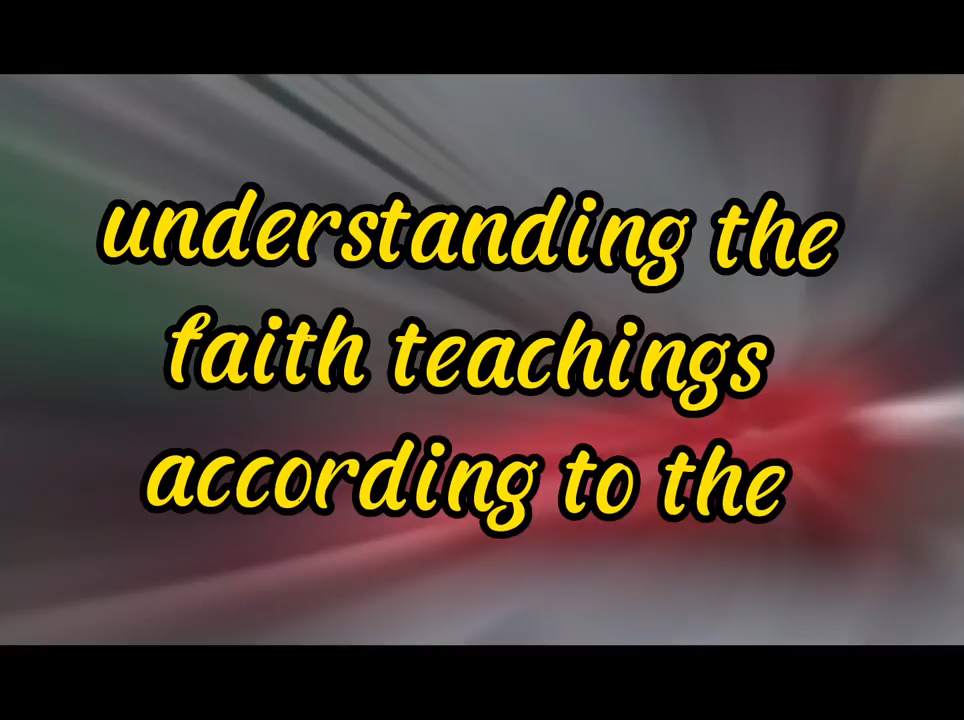 understanding the
faith teachings
according to the